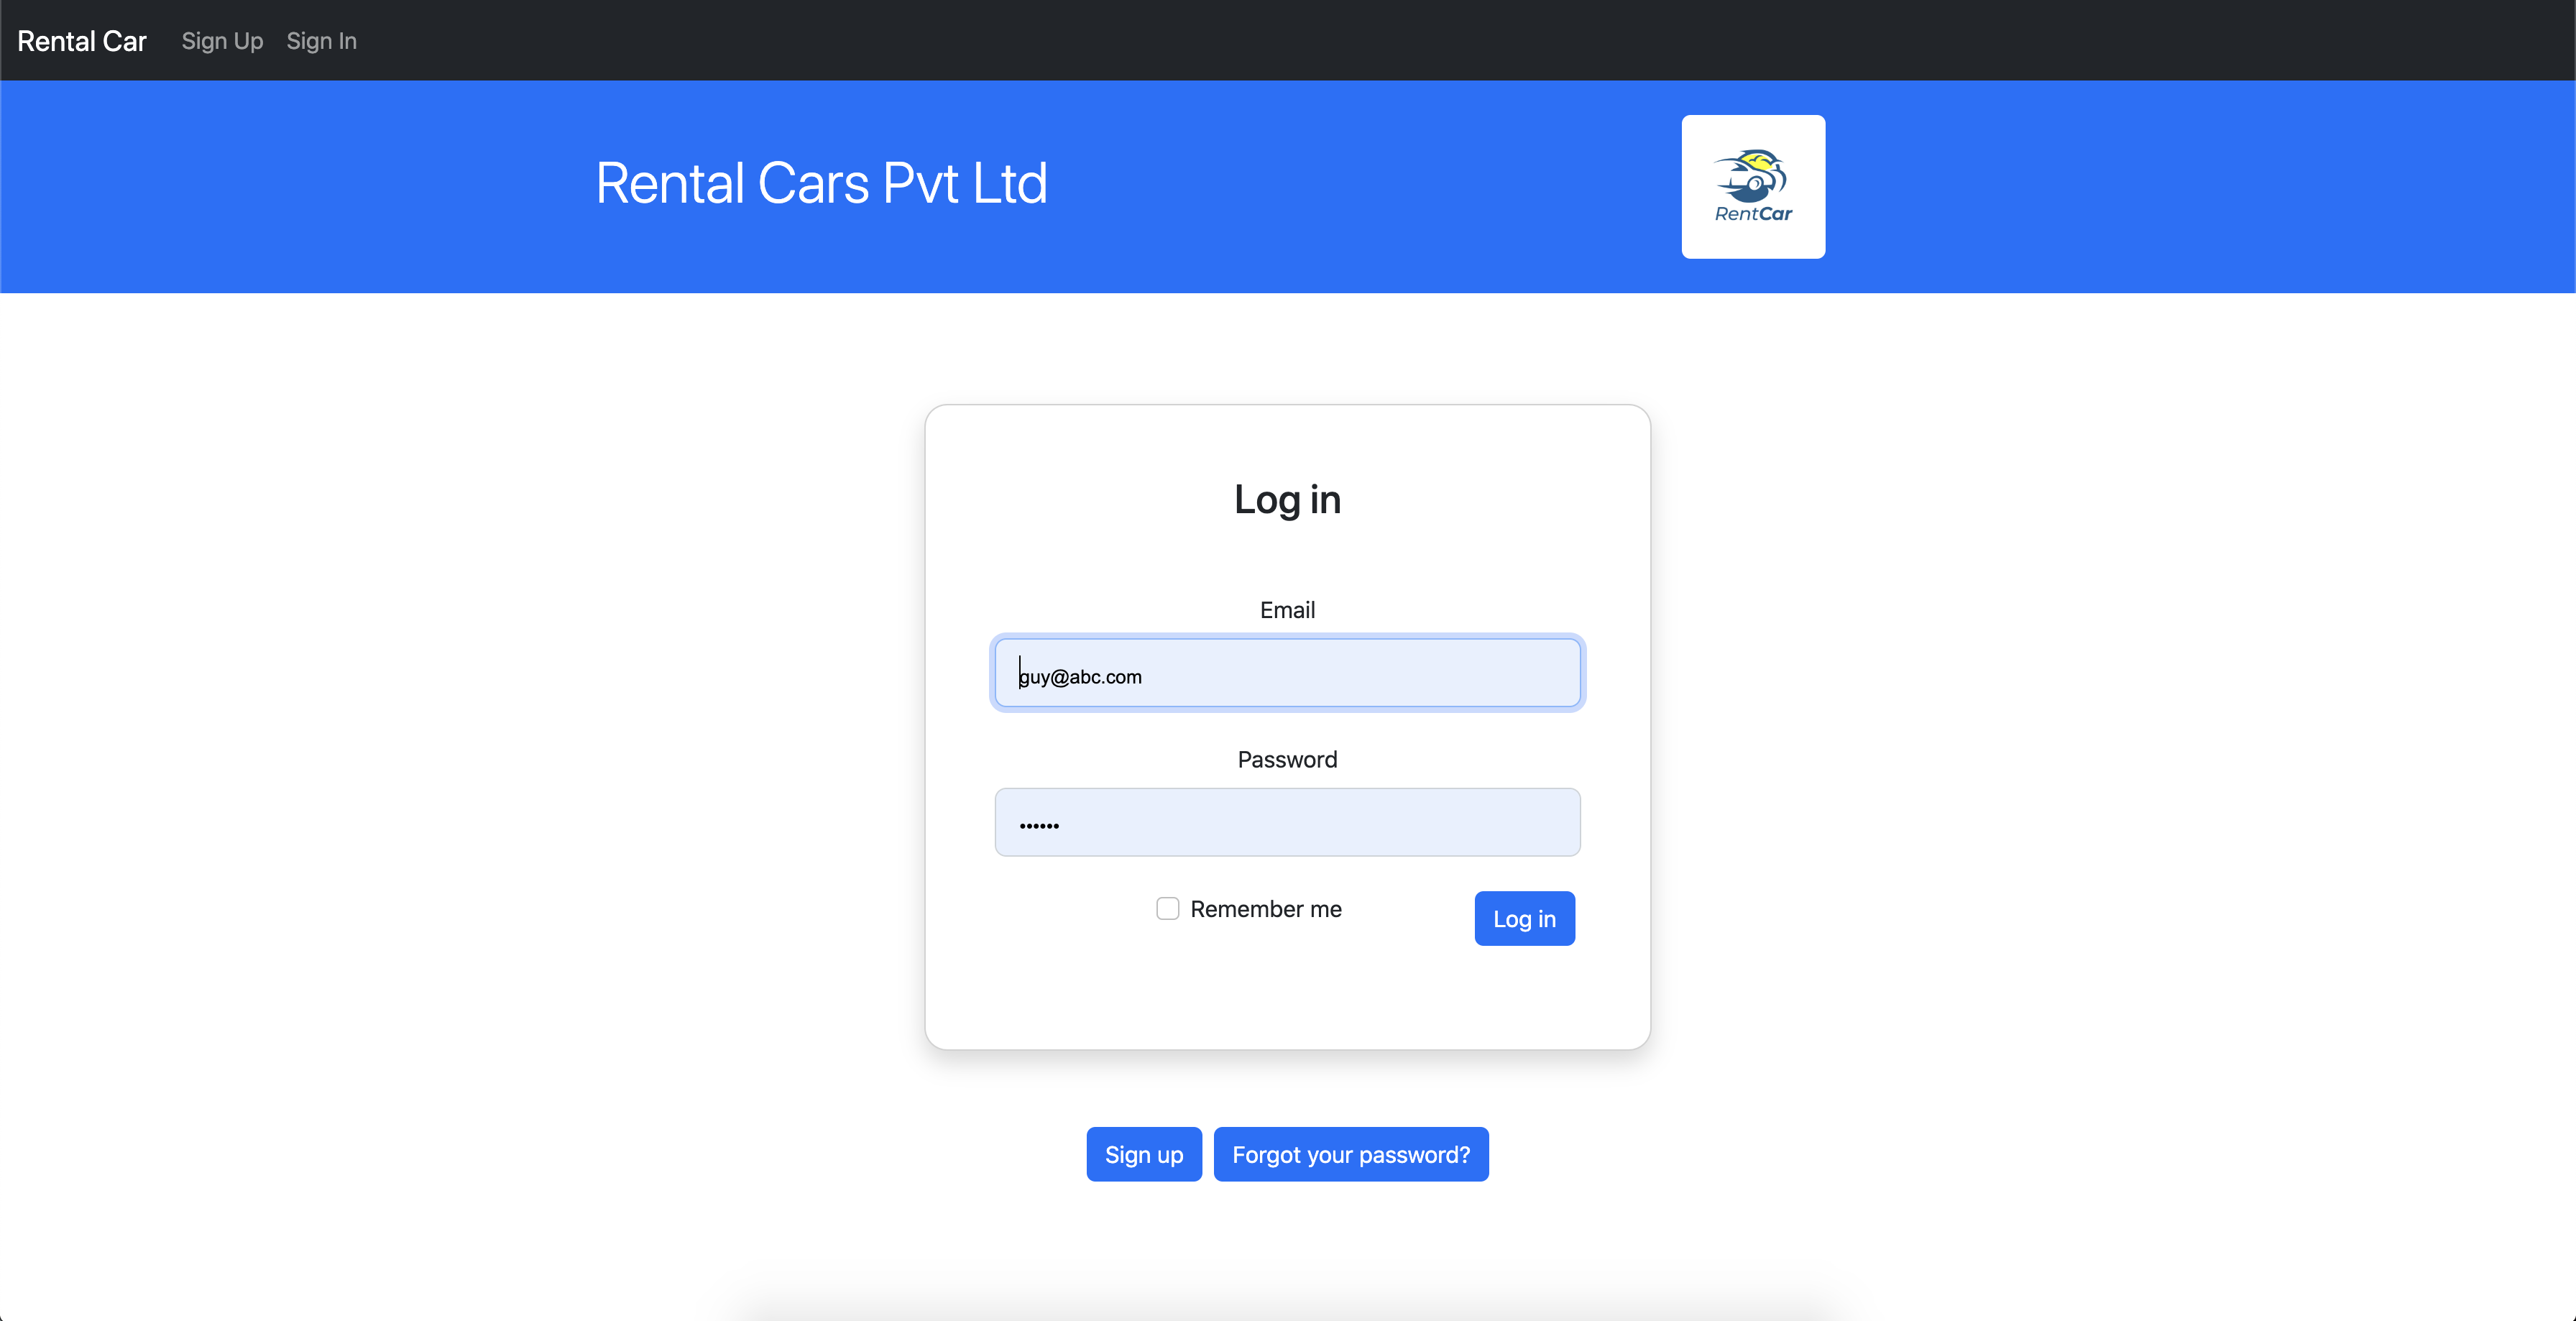 Rental Car Sign Up Sign In
Rental Cars Pvt Ltd
RentCar
Log in
Email
guy@abc.com
Password
••••••
Remember me
Log in
Sign up Forgot your password?